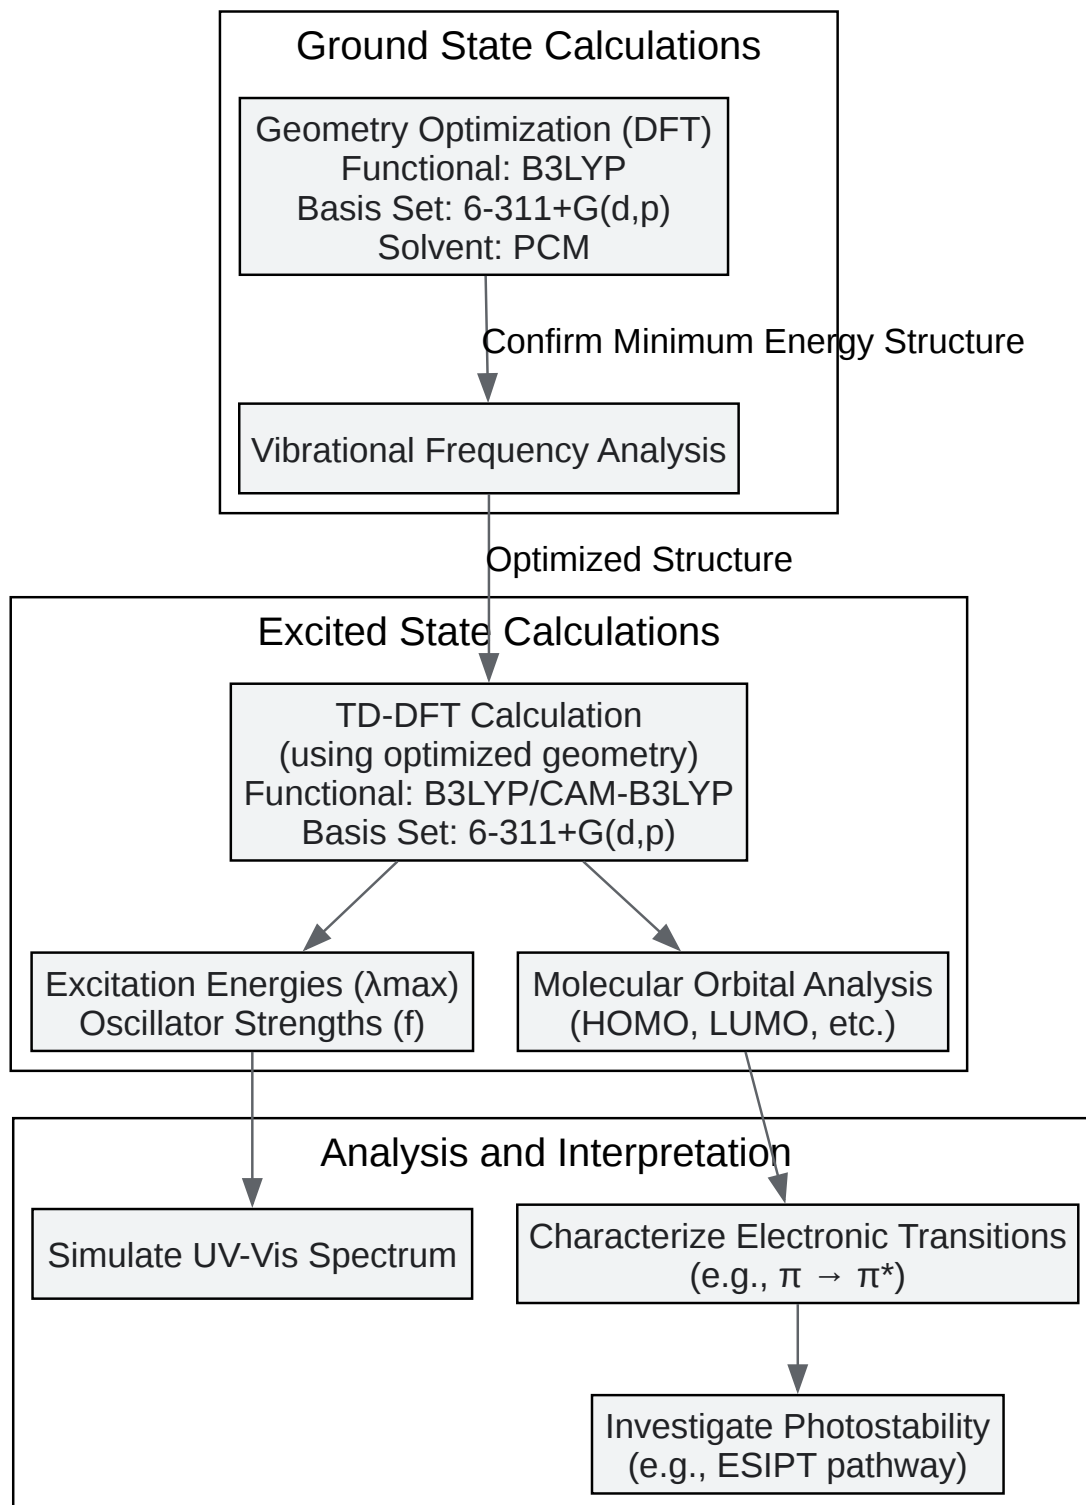 Ground State Calculations
Geometry Optimization (DFT)
Functional: B3LYP
Basis Set: 6-311+G(d,p)
Solvent: PCM
Confirm Minimum Energy Structure
Vibrational Frequency Analysis
Optimized Structure
Excited State Calculations
TD-DFT Calculation
(using optimized geometry)
Functional: B3LYP/CAM-B3LYP
Basis Set: 6-311+G(d,p)
Excitation Energies (λmax)
Oscillator Strengths (f)
Molecular Orbital Analysis
(HOMO, LUMO, etc.)
Analysis and Interpretation
Simulate UV-Vis Spectrum
Characterize Electronic Transitions
(e.g., π → π*)
Investigate Photostability
(e.g., ESIPT pathway)